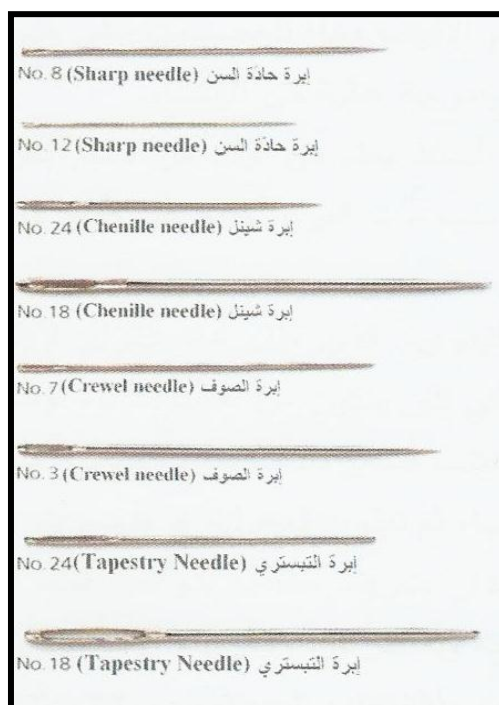 No. 8 (Sharp needle) إبرة حادّة السن
No. 12 (Sharp needle) إبرة حادّة السن
No. 24 (Chenille needle) إبرة شينل
No. 18 (Chenille needle) إبرة شينل
No. 7 (Crewel needle) إبرة الصوف
No. 3 (Crewel needle) إبرة الصوف
No. 24 (Tapestry Needle) إبرة التبستري
No. 18 (Tapestry Needle) إبرة التبستري